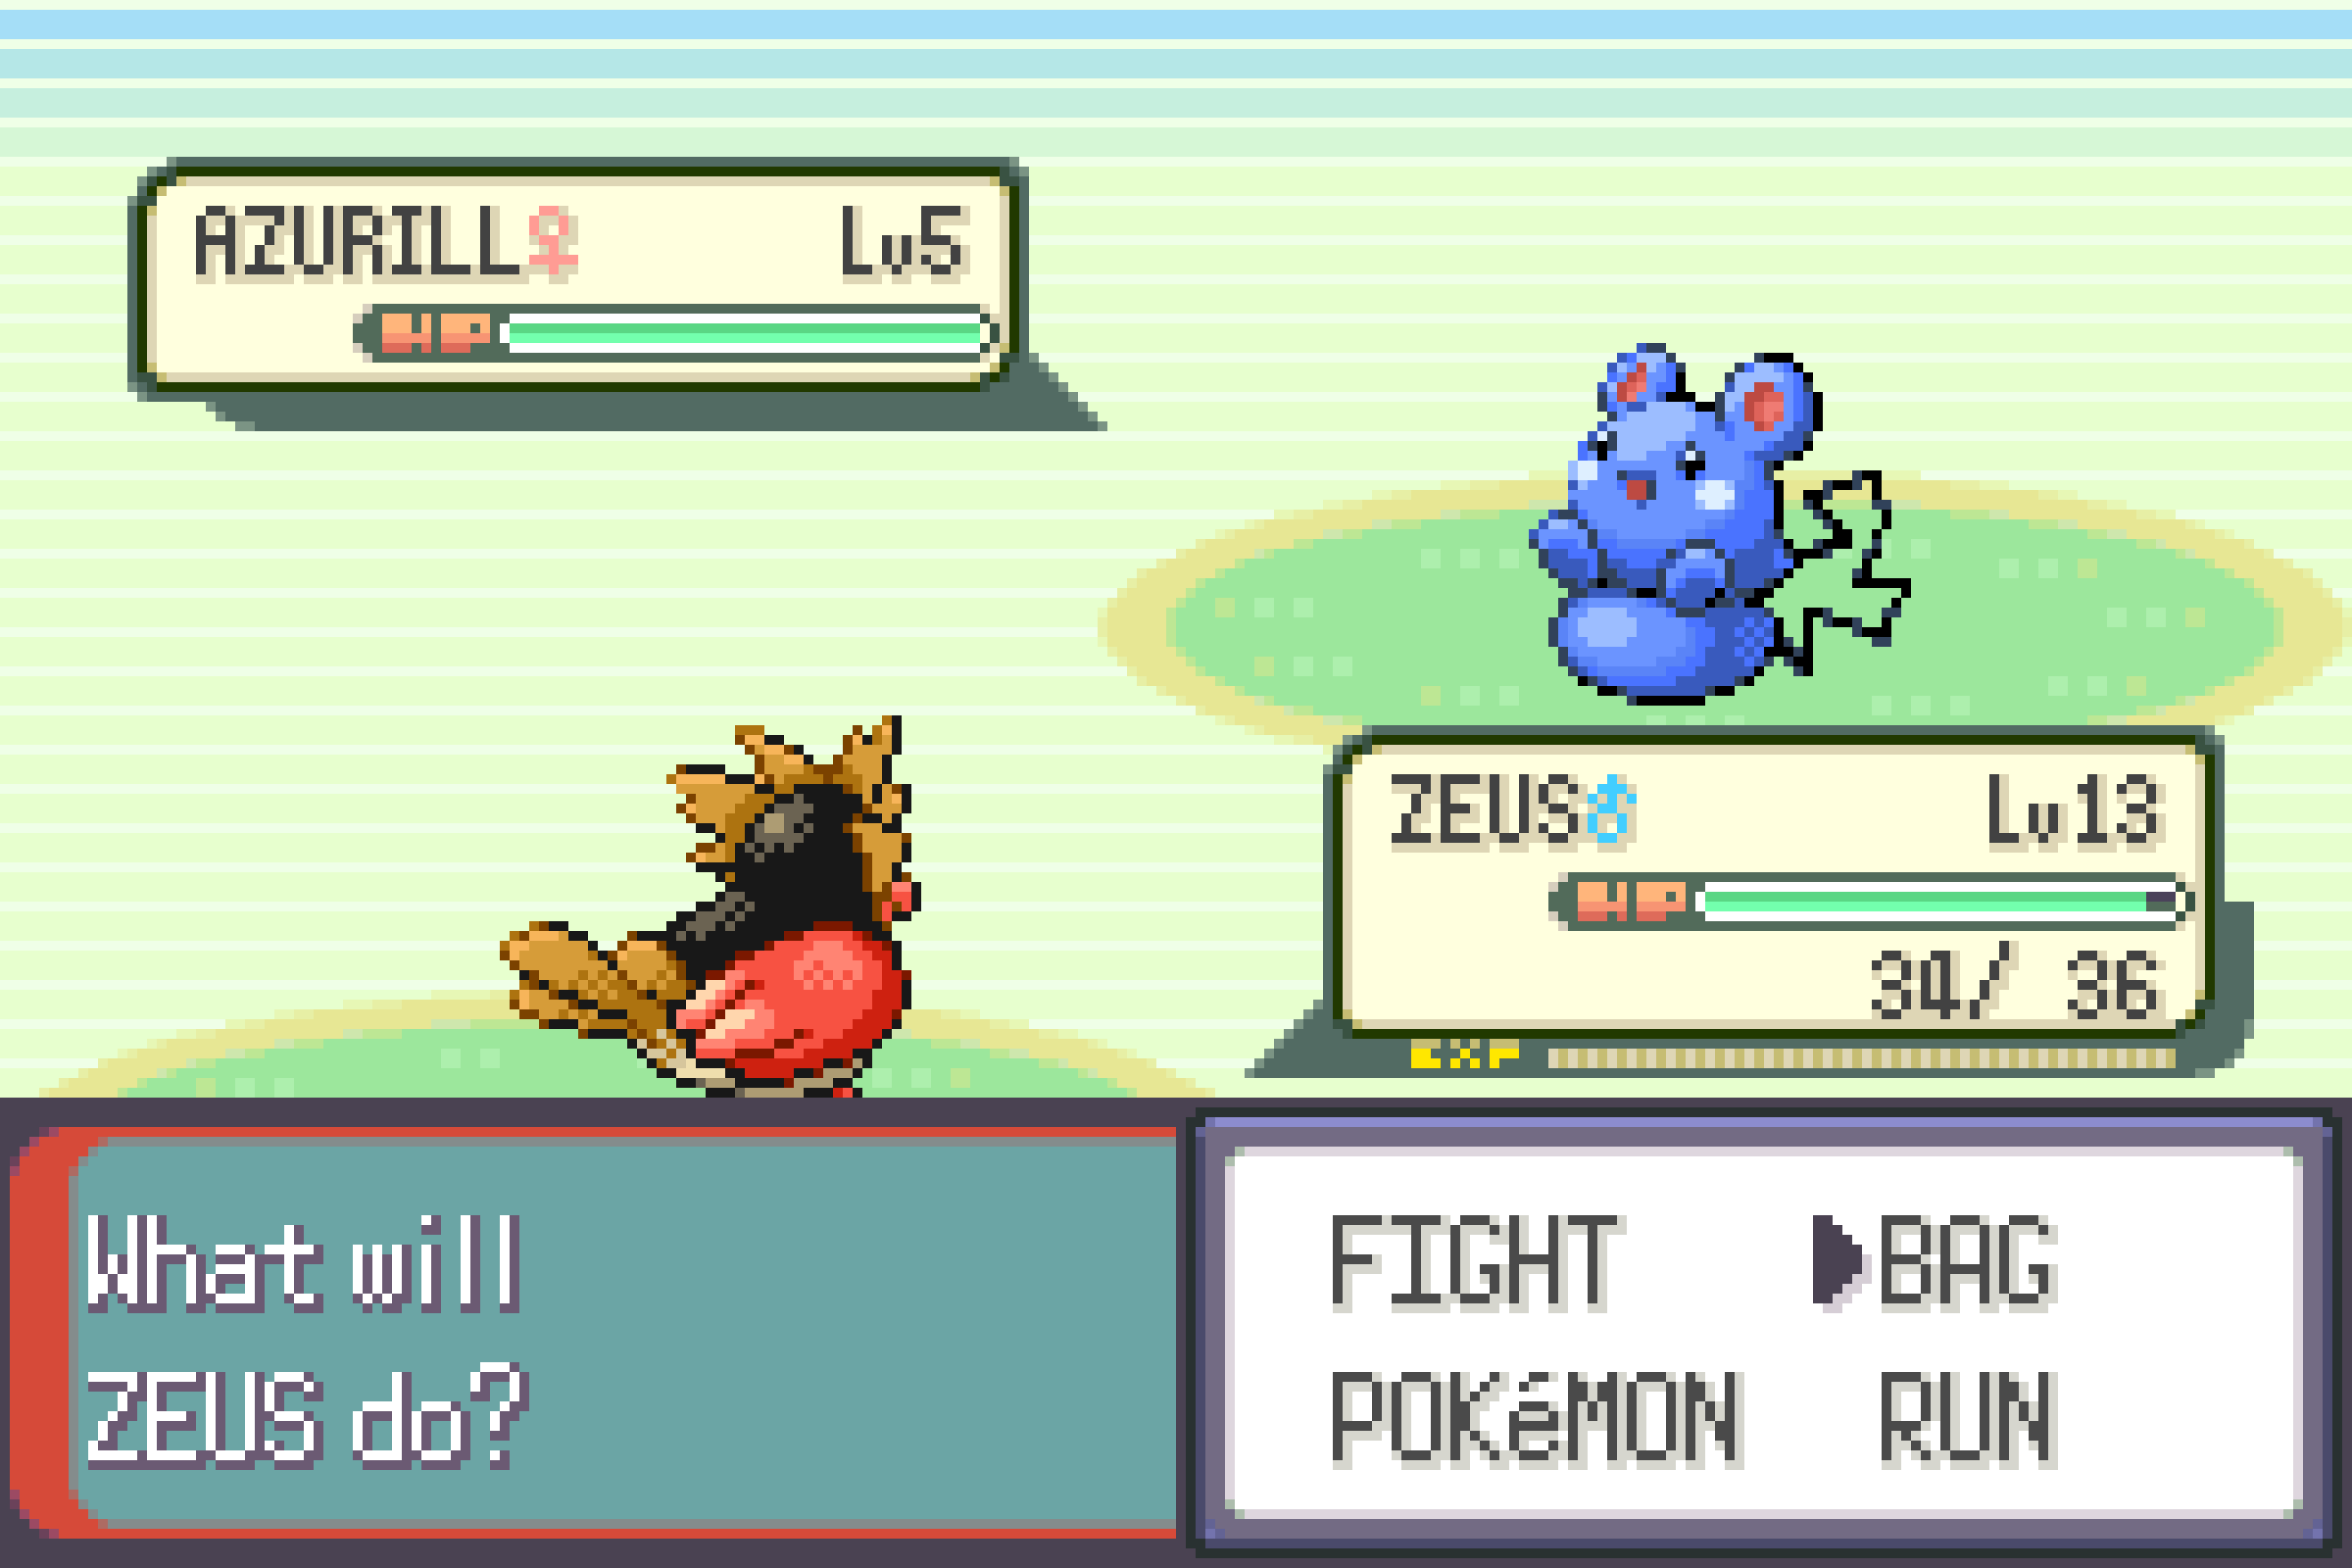 AZURILL♀ Lv5
HP
ZEUS♂ Lv13
HP
34/ 36
EXP
What will
ZEUS do?
FIGHT ▶BAG
POKéMON RUN